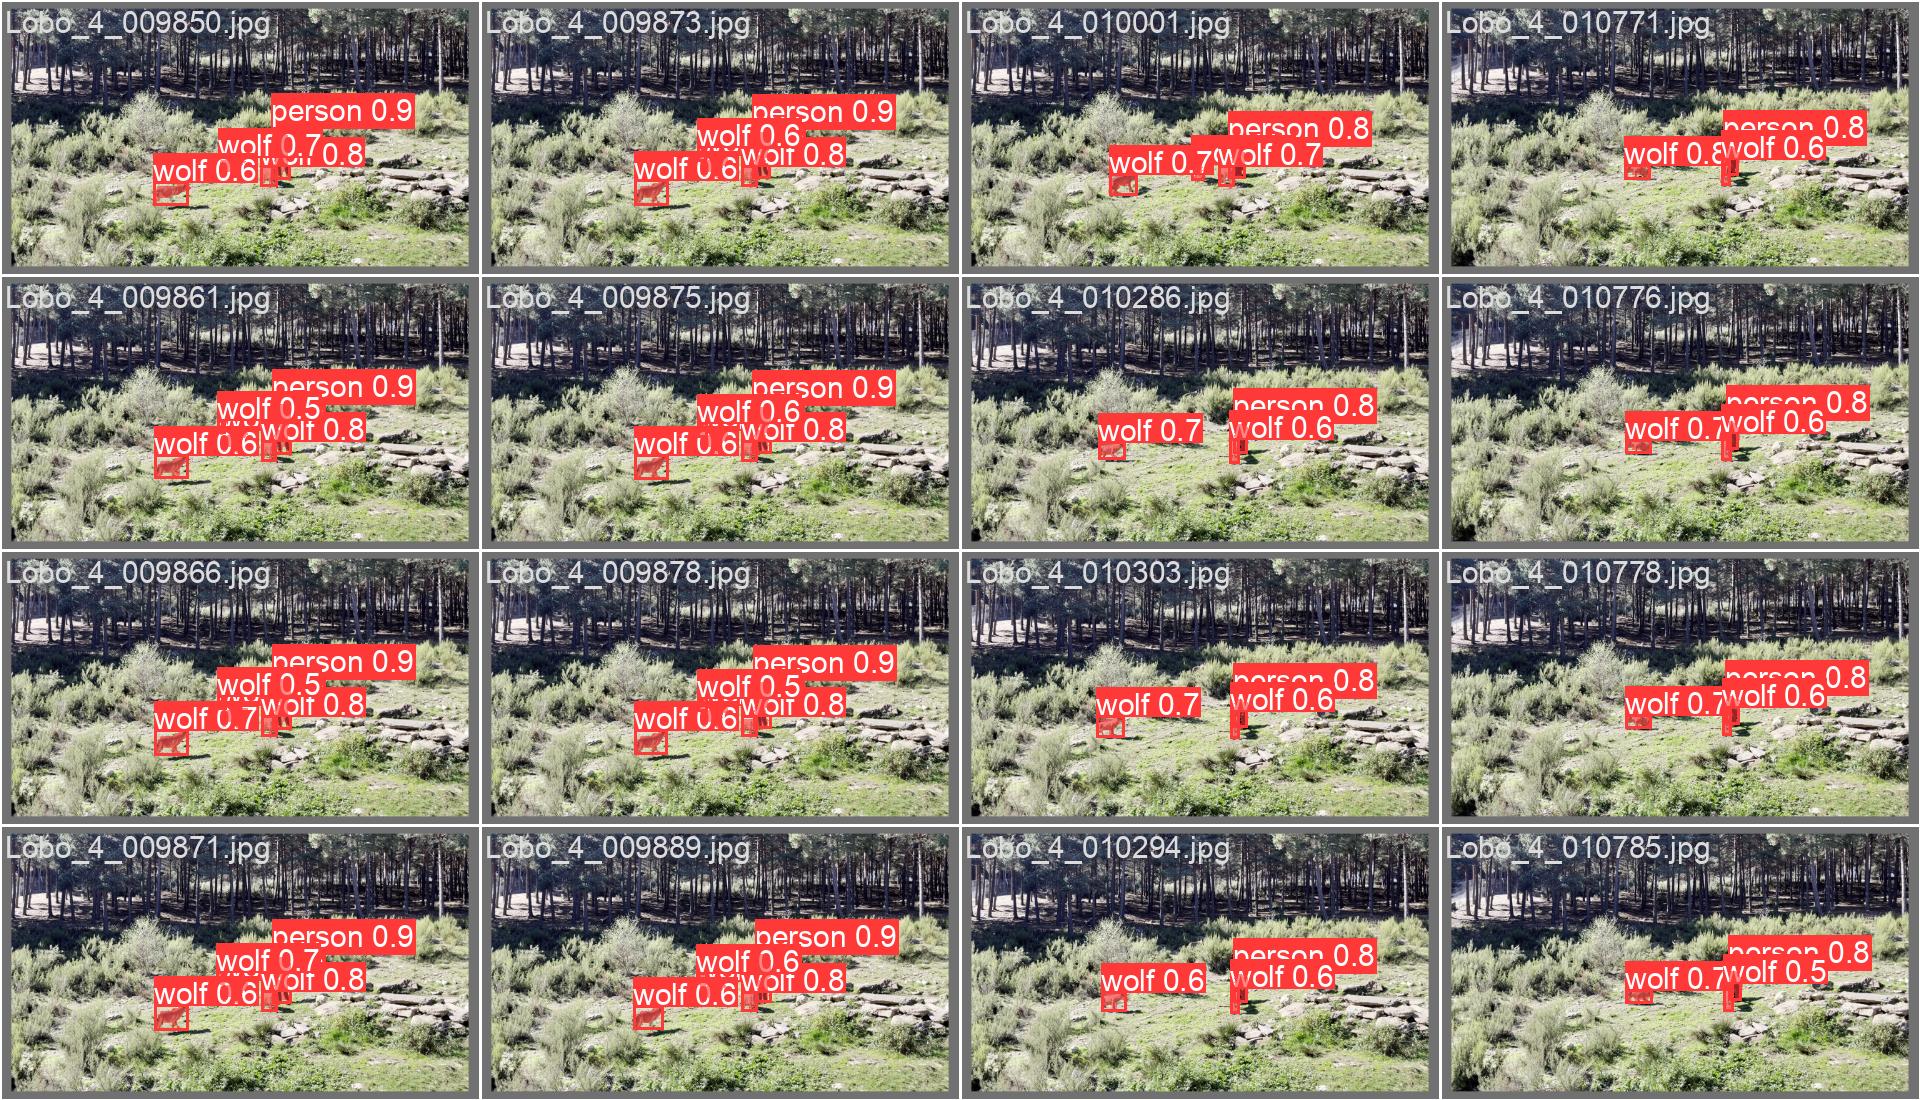 Lobo_4_009850.jpg
person 0.9
wolf 0.7
wolf 0.8
wolf 0.6
Lobo_4_009873.jpg
person 0.9
wolf 0.6
wolf 0.8
wolf 0.6
Lobo_4_010001.jpg
person 0.8
wolf 0.7
wolf 0.7
Lobo_4_010771.jpg
person 0.8
wolf 0.8
wolf 0.6
Lobo_4_009861.jpg
person 0.9
wolf 0.5
wolf 0.8
wolf 0.6
Lobo_4_009875.jpg
person 0.9
wolf 0.6
wolf 0.8
wolf 0.6
Lobo_4_010286.jpg
person 0.8
wolf 0.7
wolf 0.6
Lobo_4_010776.jpg
person 0.8
wolf 0.7
wolf 0.6
Lobo_4_009866.jpg
person 0.9
wolf 0.5
wolf 0.8
wolf 0.7
Lobo_4_009878.jpg
person 0.9
wolf 0.5
wolf 0.8
wolf 0.6
Lobo_4_010303.jpg
person 0.8
wolf 0.7
wolf 0.6
Lobo_4_010778.jpg
person 0.8
wolf 0.7
wolf 0.6
Lobo_4_009871.jpg
person 0.9
wolf 0.7
wolf 0.8
wolf 0.6
Lobo_4_009889.jpg
person 0.9
wolf 0.6
wolf 0.8
wolf 0.6
Lobo_4_010294.jpg
person 0.8
wolf 0.6
wolf 0.6
Lobo_4_010785.jpg
person 0.8
wolf 0.7
wolf 0.5